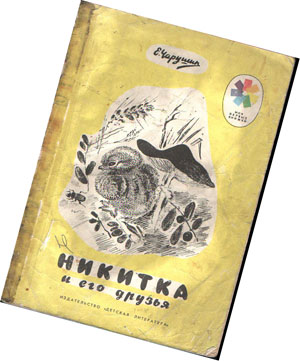 Е. Чарушин
НИКИТКА
и его друзья
ИЗДАТЕЛЬСТВО «ДЕТСКАЯ ЛИТЕРАТУРА»